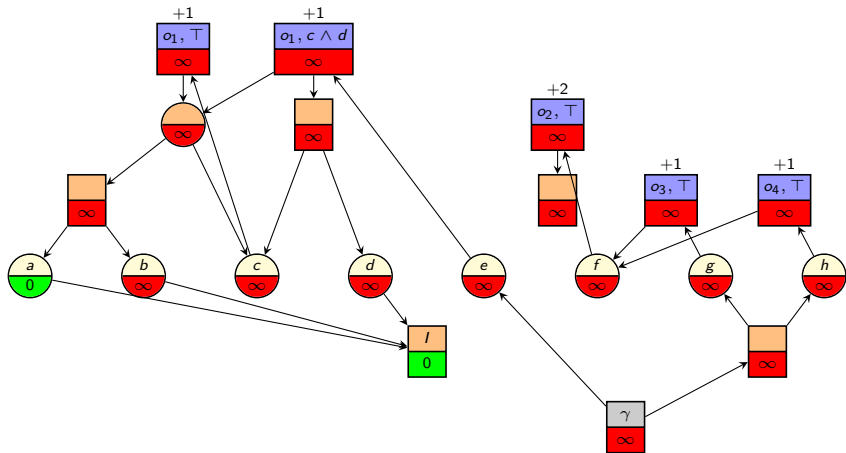 +1 +1
o₁, ⊤ o₁, c ∧ d
∞ ∞
+2
o₂, ⊤
∞ ∞ ∞
+1 +1
o₃, ⊤ o₄, ⊤
∞ ∞ ∞ ∞
a b c d e f g h
0 ∞ ∞ ∞ ∞ ∞ ∞ ∞
I
0 ∞
γ
∞